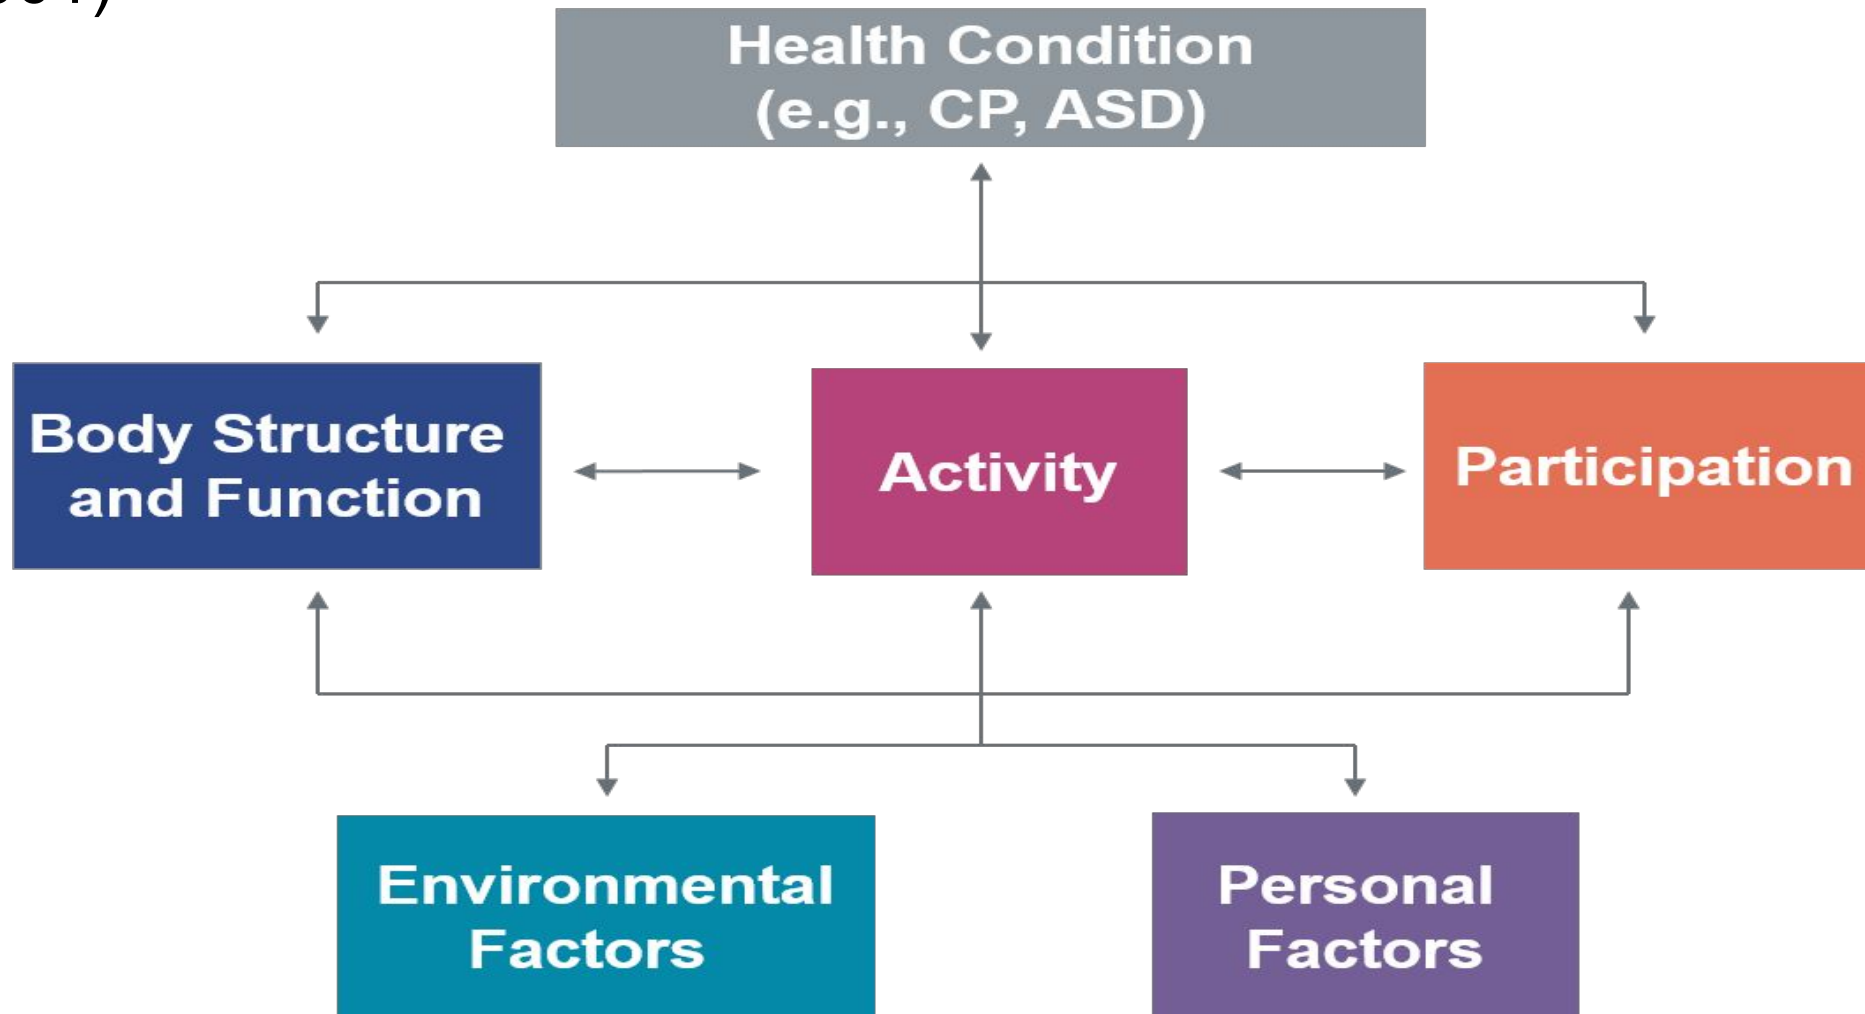 Health Condition
(e.g., CP, ASD)
Body Structure
and Function
Activity
Participation
Environmental
Factors
Personal
Factors